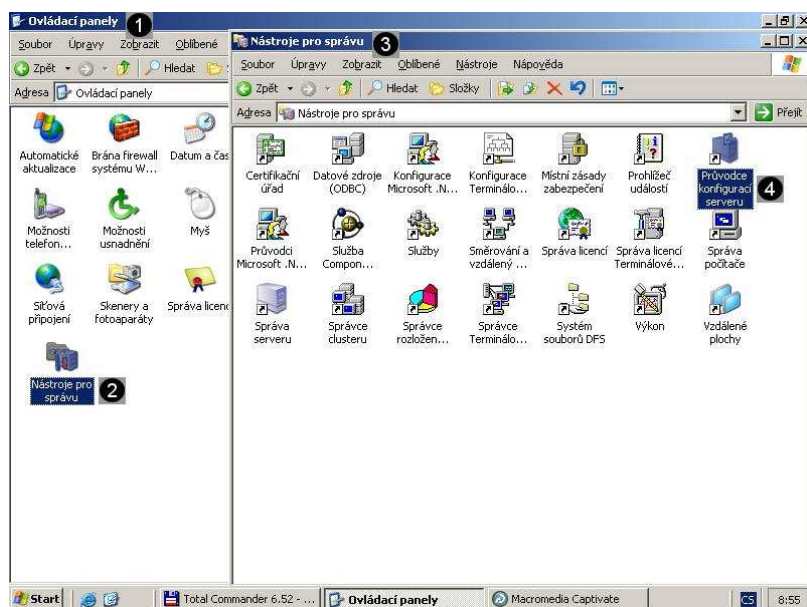 Ovládací panely 1
Soubor Úpravy Zobrazit Oblíbené
Zpět Hledat
Adresa Ovládací panely
Automatické aktualizace
Brána firewall systému W...
Datum a čas
Možnosti telefon...
Možnosti usnadnění
Myš
Síťová připojení
Skenery a fotoaparáty
Správa licenc
Nástroje pro správu 2
Nástroje pro správu 3
Soubor Úpravy Zobrazit Oblíbené Nástroje Nápověda
Zpět Hledat Složky
Adresa Nástroje pro správu Přejít
Certifikační úřad
Datové zdroje (ODBC)
Konfigurace Microsoft .N...
Konfigurace Terminálo...
Místní zásady zabezpečení
Prohlížeč událostí
Průvodce konfigurací serveru 4
Průvodci Microsoft .N...
Služba Compon...
Služby
Směrování a vzdálený ...
Správa licencí
Správa licencí Terminálové...
Správa počítače
Správa serveru
Správce clusteru
Správce rozložen...
Správce Terminálo...
Systém souborů DFS
Výkon
Vzdálené plochy
Start Total Commander 6.52 - ... Ovládací panely Macromedia Captivate CS 8:55